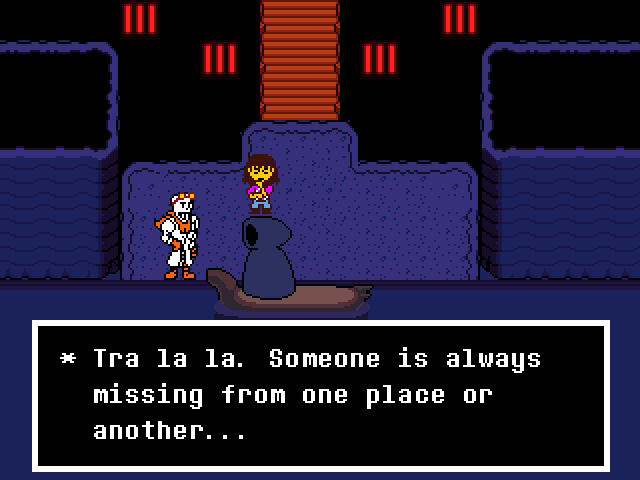 * Tra la la. Someone is always
missing from one place or
another...